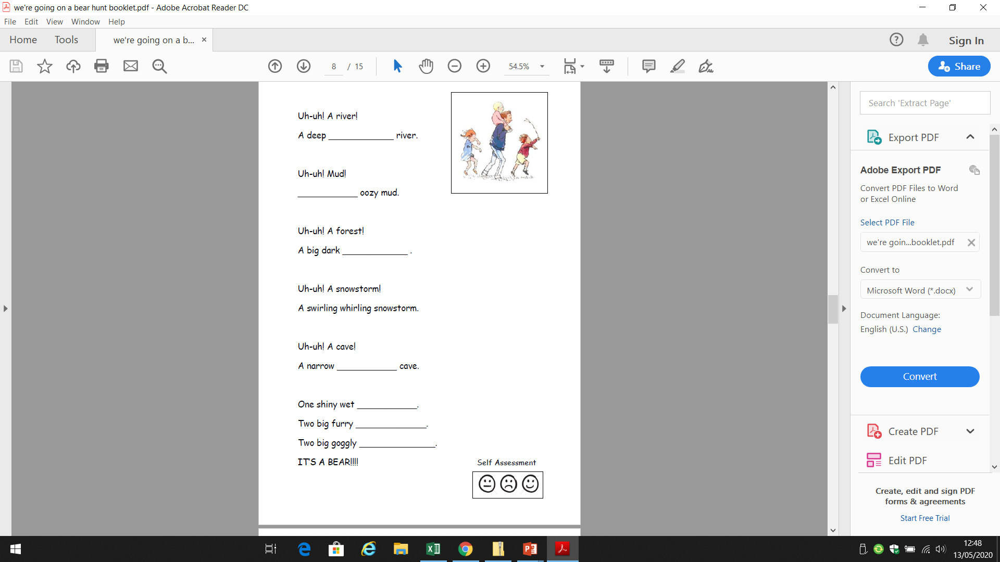 we're going on a bear hunt booklet.pdf - Adobe Acrobat Reader DC
File Edit View Window Help
Home Tools we're going on a b... × Sign In
8 / 15 54.5% Share
Uh-uh! A river!
A deep _____________ river.
Uh-uh! Mud!
____________ oozy mud.
Uh-uh! A forest!
A big dark _____________ .
Uh-uh! A snowstorm!
A swirling whirling snowstorm.
Uh-uh! A cave!
A narrow ____________ cave.
One shiny wet ____________.
Two big furry ______________.
Two big goggly _______________.
IT'S A BEAR!!!!
Self Assessment
Search 'Extract Page'
Export PDF
Adobe Export PDF
Convert PDF Files to Word
or Excel Online
Select PDF File
we're goin...booklet.pdf
Convert to
Microsoft Word (*.docx)
Document Language:
English (U.S.) Change
Convert
Create PDF
Edit PDF
Create, edit and sign PDF
forms & agreements
Start Free Trial
12:48
13/05/2020